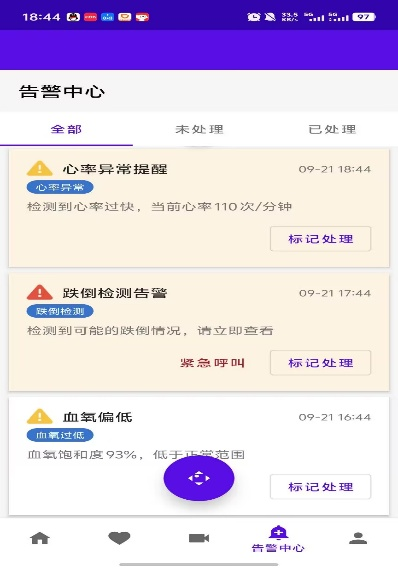 18:44
33.5 KB/s 5G 5G 97
告警中心
全部 未处理 已处理
心率异常提醒 09-21 18:44
心率异常
检测到心率过快，当前心率110次/分钟
标记处理
跌倒检测告警 09-21 17:44
跌倒检测
检测到可能的跌倒情况，请立即查看
紧急呼叫 标记处理
血氧偏低 09-21 16:44
血氧过低
血氧饱和度93%，低于正常范围
标记处理
告警中心